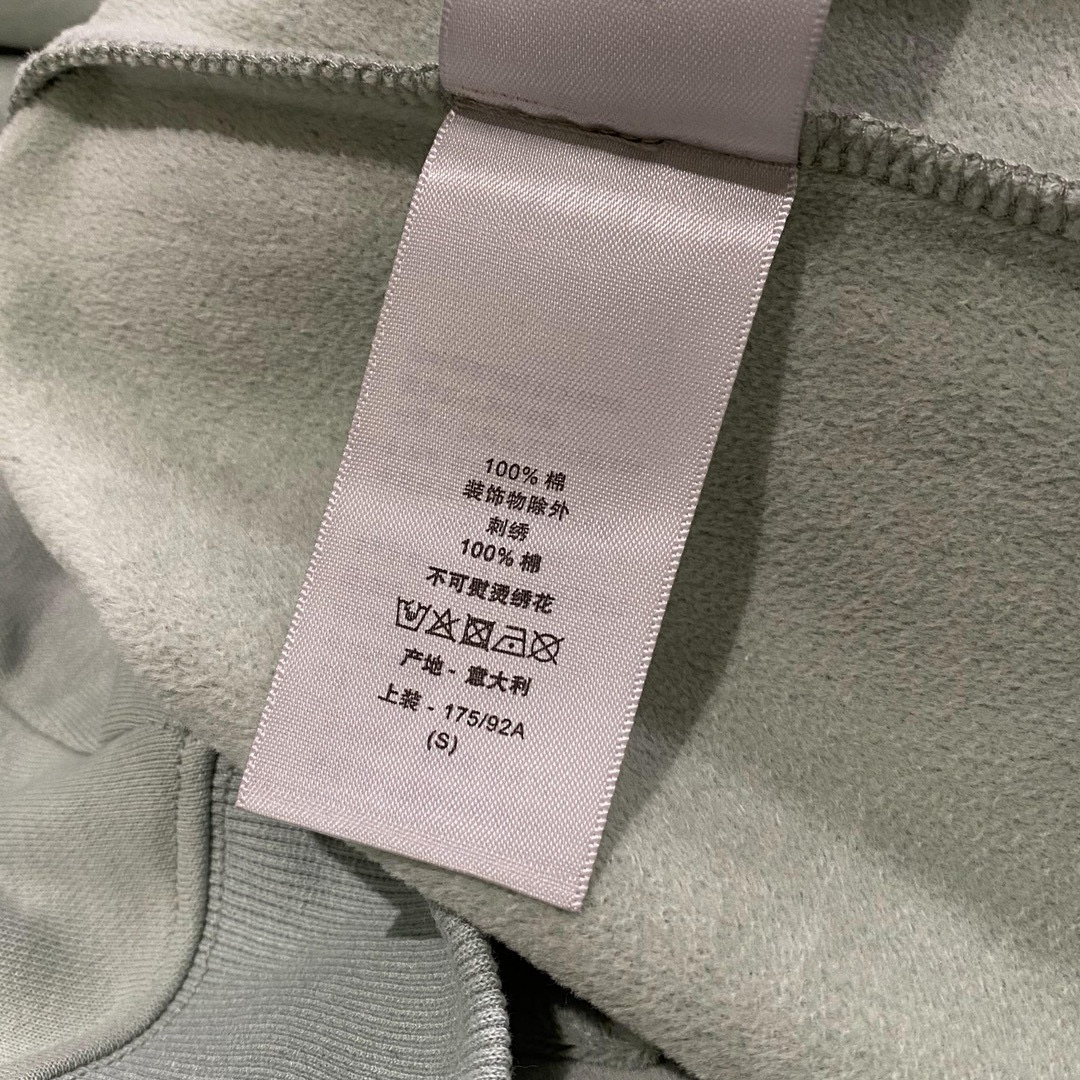 100% 棉
装饰物除外
刺绣
100% 棉
不可熨烫绣花
产地 - 意大利
上装 - 175/92A
(S)